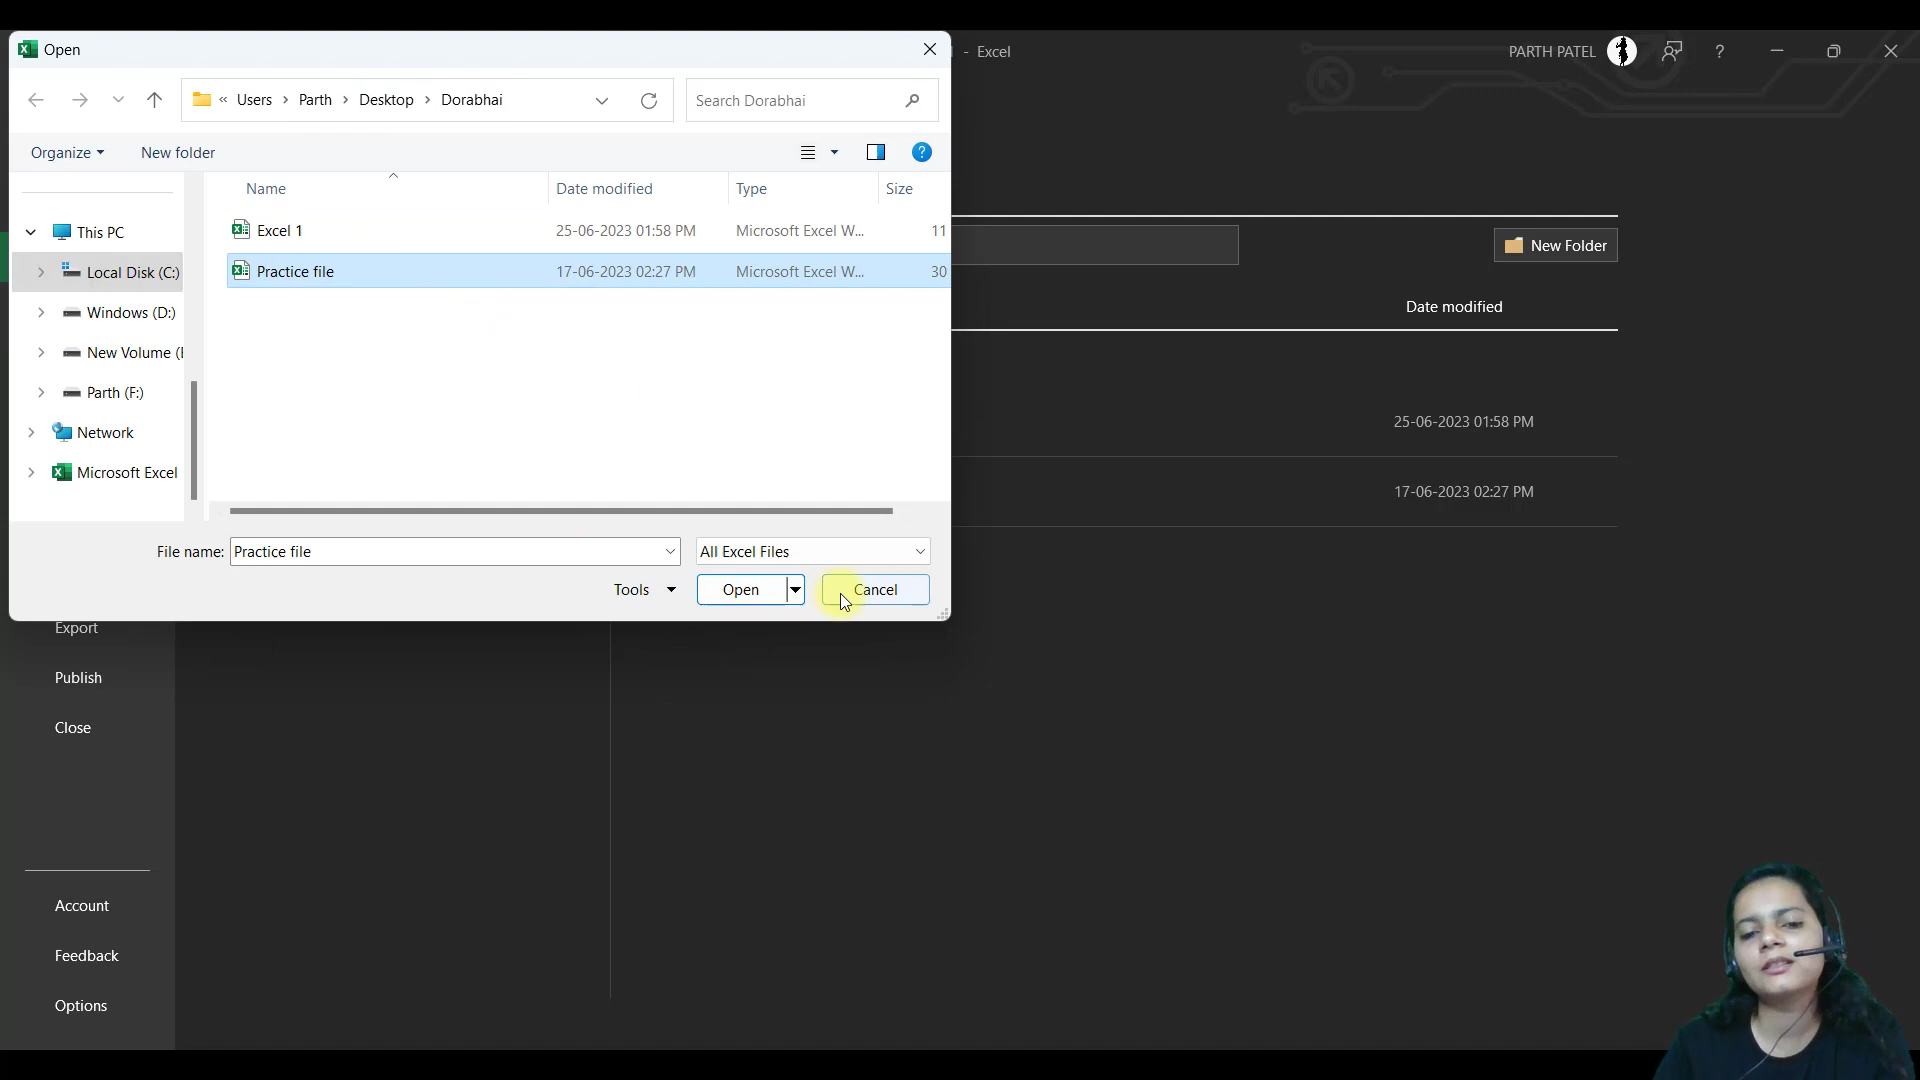 Open
- Excel
PARTH PATEL
?
« Users > Parth > Desktop > Dorabhai
Search Dorabhai
Organize
New folder
?
Name
Date modified
Type
Size
This PC
Excel 1
25-06-2023 01:58 PM
Microsoft Excel W...
11
New Folder
Local Disk (C:)
Practice file
17-06-2023 02:27 PM
Microsoft Excel W...
30
Windows (D:)
Date modified
New Volume (
Parth (F:)
Network
25-06-2023 01:58 PM
Microsoft Excel
17-06-2023 02:27 PM
File name:
Practice file
All Excel Files
Tools
Open
Cancel
Export
Publish
Close
Account
Feedback
Options